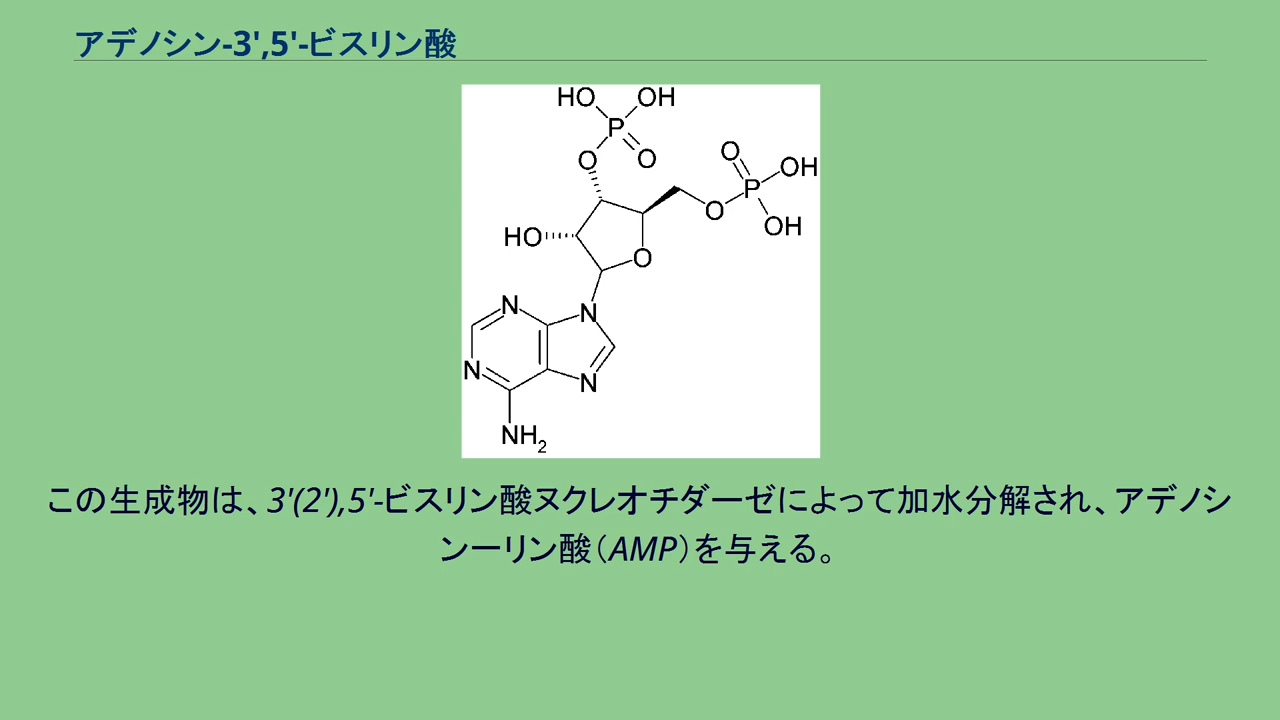 アデノシン-3',5'-ビスリン酸
HO OH
P
O O
O OH
P
O
OH
HO
O
N N
N N
NH2
この生成物は、3'(2'),5'-ビスリン酸ヌクレオチダーゼによって加水分解され、アデノシ
ン一リン酸（AMP）を与える。